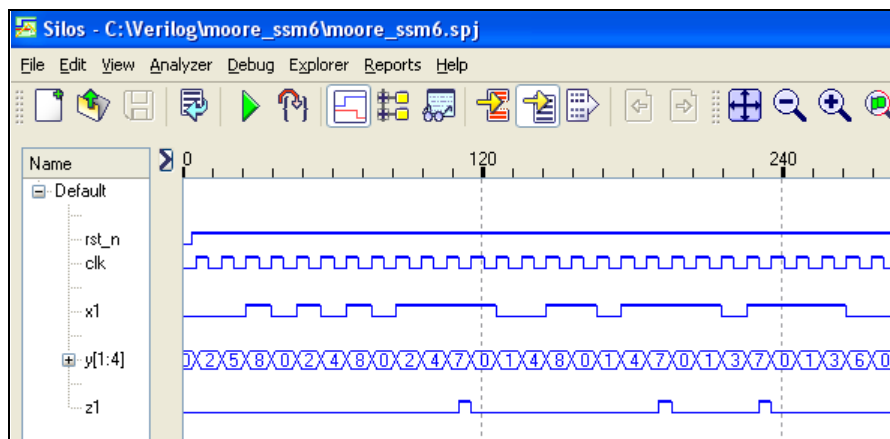 Silos - C:\Verilog\moore_ssm6\moore_ssm6.spj
File Edit View Analyzer Debug Explorer Reports Help
Name 0 120 240
Default
rst_n
clk
x1
y[1:4] 0 2 5 8 0 2 4 8 0 2 4 7 0 1 4 8 0 1 4 7 0 1 3 7 0 1 3 6 0
z1